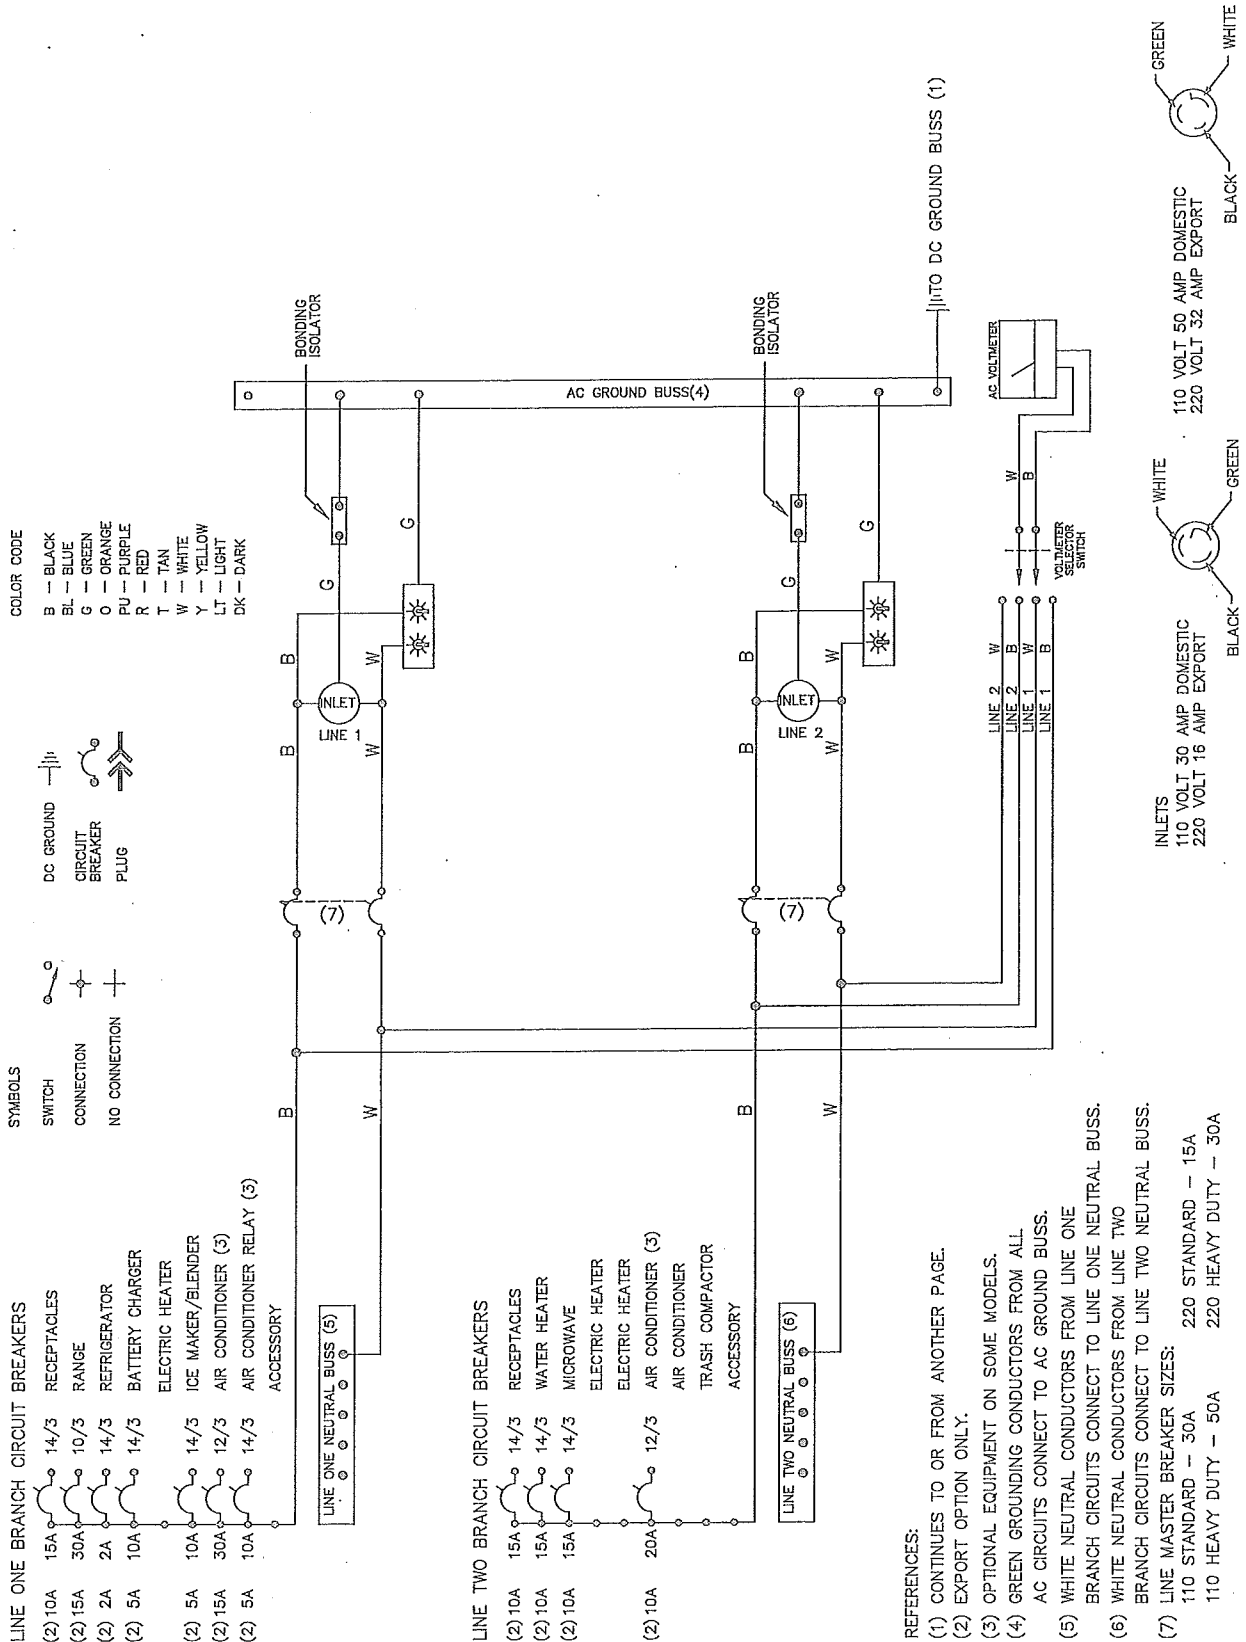 SYMBOLS
SWITCH
CONNECTION
NO CONNECTION
DC GROUND
CIRCUIT
BREAKER
PLUG
COLOR CODE
B — BLACK
BL — BLUE
G — GREEN
O — ORANGE
PU — PURPLE
R — RED
T — TAN
W — WHITE
Y — YELLOW
LT — LIGHT
DK — DARK
LINE ONE BRANCH CIRCUIT BREAKERS
(2) 10A 15A 14/3 RECEPTACLES
(2) 15A 30A 10/3 RANGE
(2) 2A 2A 14/3 REFRIGERATOR
(2) 5A 10A 14/3 BATTERY CHARGER
ELECTRIC HEATER
(2) 5A 10A 14/3 ICE MAKER/BLENDER
(2) 15A 30A 12/3 AIR CONDITIONER (3)
(2) 5A 10A 14/3 AIR CONDITIONER RELAY (3)
ACCESSORY
LINE ONE NEUTRAL BUSS (5)
B
W
(7)
B
W
INLET
LINE 1
B
W
G
G
BONDING
ISOLATOR
AC GROUND BUSS(4)
LINE TWO BRANCH CIRCUIT BREAKERS
(2) 10A 15A 14/3 RECEPTACLES
(2) 10A 15A 14/3 WATER HEATER
(2) 10A 15A 14/3 MICROWAVE
ELECTRIC HEATER
ELECTRIC HEATER
(2) 10A 20A 12/3 AIR CONDITIONER (3)
AIR CONDITIONER
TRASH COMPACTOR
ACCESSORY
LINE TWO NEUTRAL BUSS (6)
B
W
(7)
B
W
INLET
LINE 2
B
W
G
G
BONDING
ISOLATOR
TO DC GROUND BUSS (1)
LINE 2 W
LINE 2 B
LINE 1 W
LINE 1 B
VOLTMETER
SELECTOR
SWITCH
W
B
AC VOLTMETER
REFERENCES:
(1) CONTINUES TO OR FROM ANOTHER PAGE.
(2) EXPORT OPTION ONLY.
(3) OPTIONAL EQUIPMENT ON SOME MODELS.
(4) GREEN GROUNDING CONDUCTORS FROM ALL
AC CIRCUITS CONNECT TO AC GROUND BUSS.
(5) WHITE NEUTRAL CONDUCTORS FROM LINE ONE
BRANCH CIRCUITS CONNECT TO LINE ONE NEUTRAL BUSS.
(6) WHITE NEUTRAL CONDUCTORS FROM LINE TWO
BRANCH CIRCUITS CONNECT TO LINE TWO NEUTRAL BUSS.
(7) LINE MASTER BREAKER SIZES:
110 STANDARD — 30A 220 STANDARD — 15A
110 HEAVY DUTY — 50A 220 HEAVY DUTY — 30A
INLETS
110 VOLT 30 AMP DOMESTIC
220 VOLT 16 AMP EXPORT
WHITE
BLACK
GREEN
110 VOLT 50 AMP DOMESTIC
220 VOLT 32 AMP EXPORT
GREEN
BLACK
WHITE